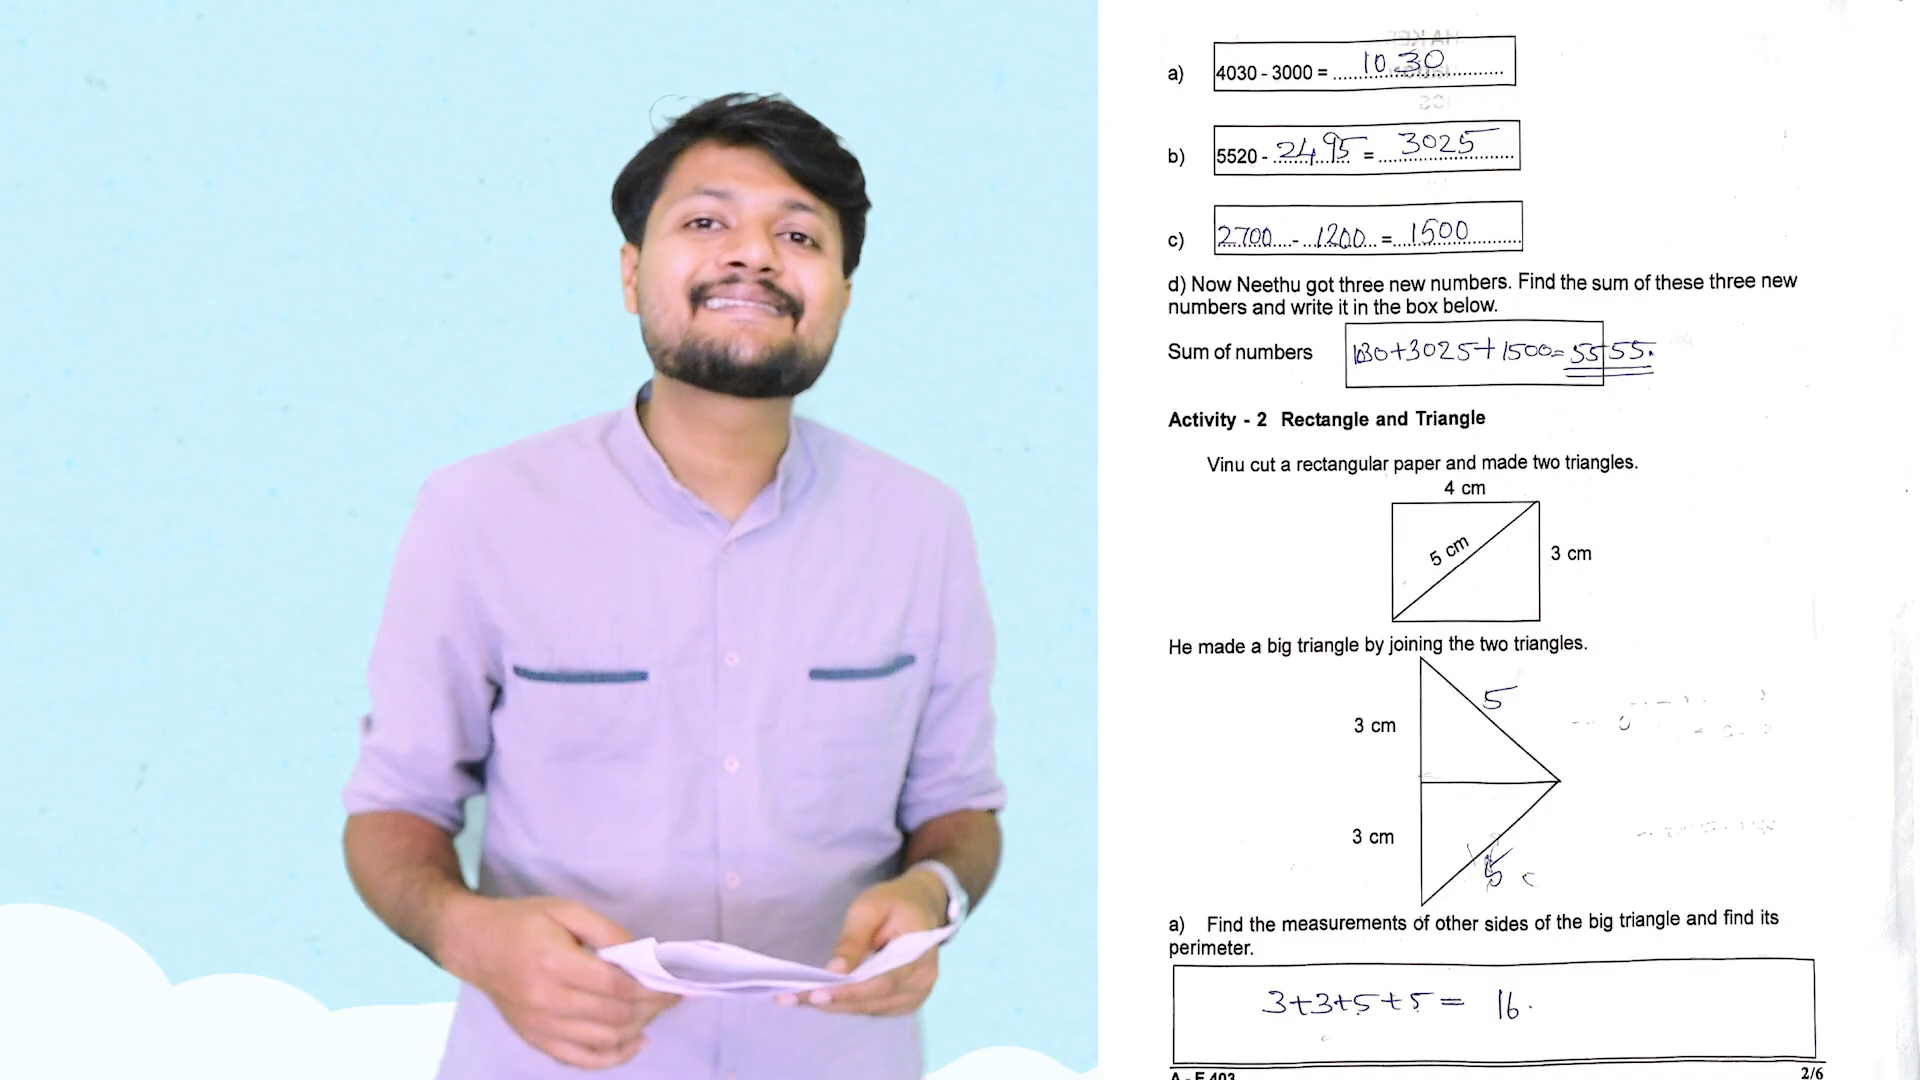 a) 4030 - 3000 = 1030
b) 5520 - 2495 = 3025
c) 2700 - 1200 = 1500
d) Now Neethu got three new numbers. Find the sum of these three new
numbers and write it in the box below.
Sum of numbers 1030+3025+1500=5555.
Activity - 2 Rectangle and Triangle
Vinu cut a rectangular paper and made two triangles.
4 cm
5 cm
3 cm
He made a big triangle by joining the two triangles.
5
3 cm
3 cm
5
a) Find the measurements of other sides of the big triangle and find its
perimeter.
3+3+5+5= 16.
A - E 403
2/6